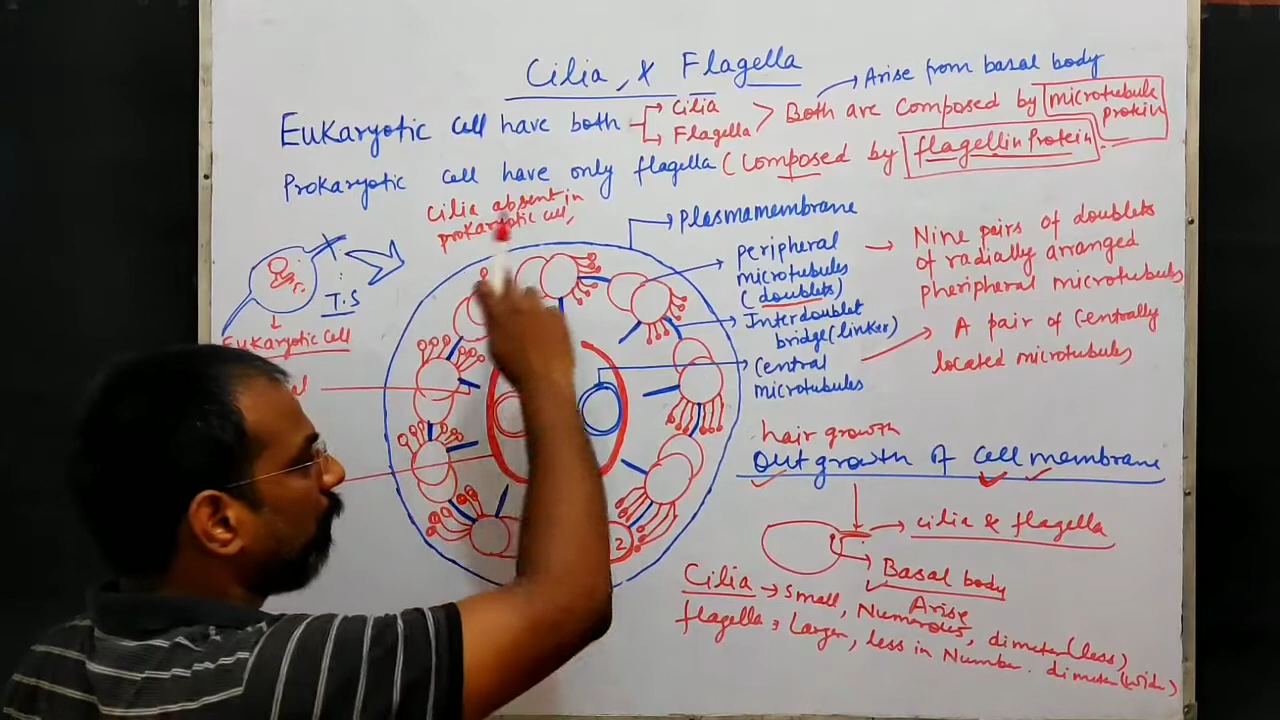 Cilia, & Flagella
Arise from basal body
Eukaryotic cell have both
Cilia
Flagella
Both are composed by microtubule
protein
Prokaryotic cell have only flagella (composed by flagellin protein
Cilia absent in
prokaryotic cell,
T.S
Eukaryotic Cell
Plasmamembrane
peripheral
microtubules
(doublets)
Nine pairs of doublets
of radially arranged
pheripheral microtubules
Interdoublet
bridge(linker)
Central
microtubules
A pair of Centrally
located microtubules
hair growth
Out growth of cell membrane
cilia & flagella
Basal body
Arise
2
Cilia → Small, Numerous, dimeter(less),
flagella, Larger, less in Number. dimeter(wide)